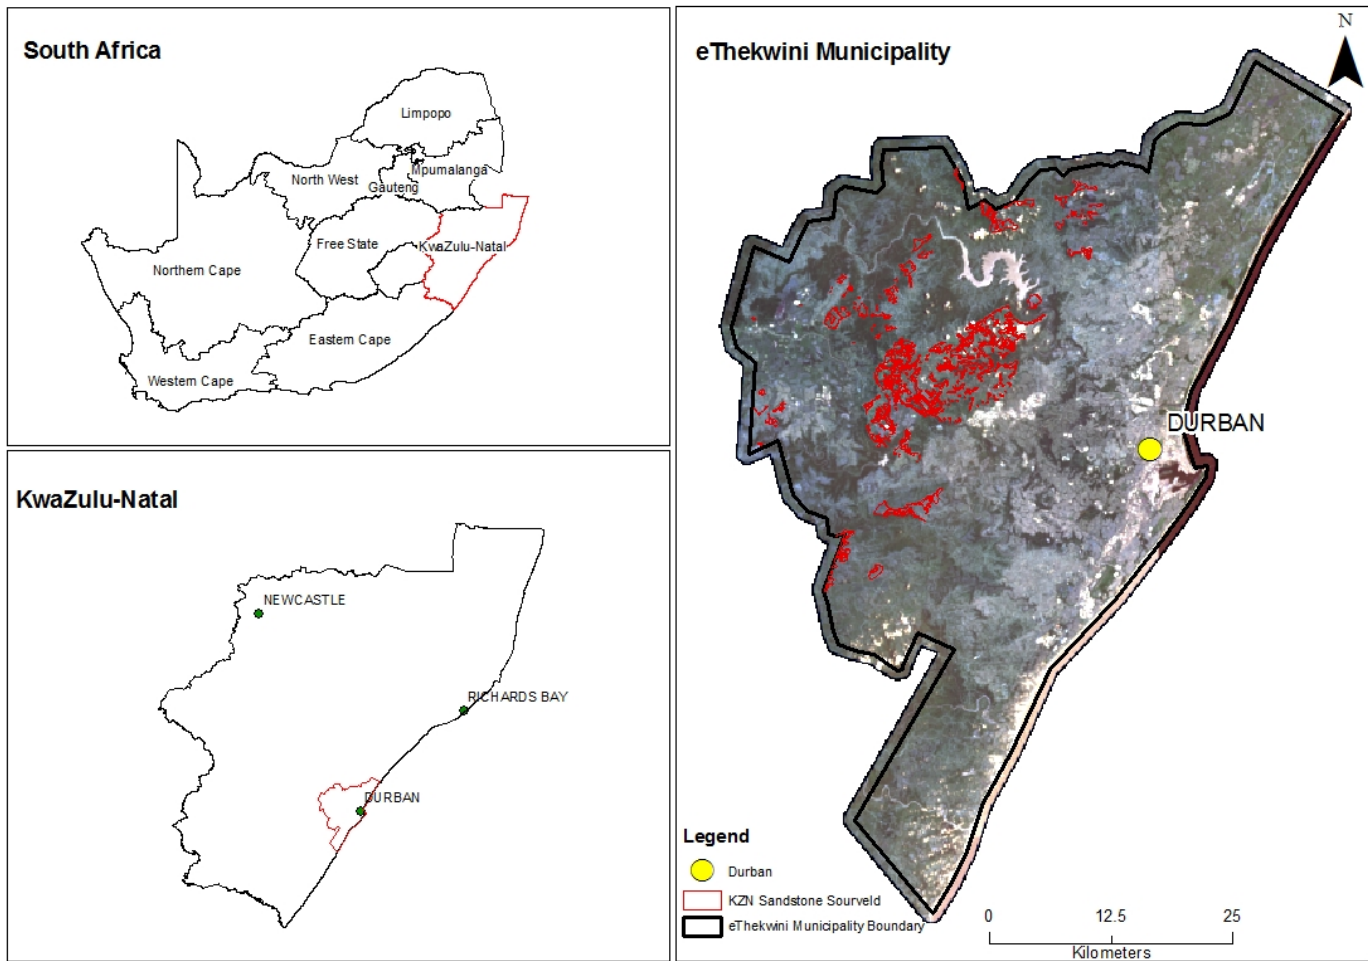 South Africa
Limpopo
Mpumalanga
North West
Gauteng
Free State
KwaZulu-Natal
Northern Cape
Eastern Cape
Western Cape
KwaZulu-Natal
NEWCASTLE
RICHARDS BAY
DURBAN
eThekwini Municipality
N
DURBAN
Legend
Durban
KZN Sandstone Sourveld
eThekwini Municipality Boundary
0 12.5 25
Kilometers